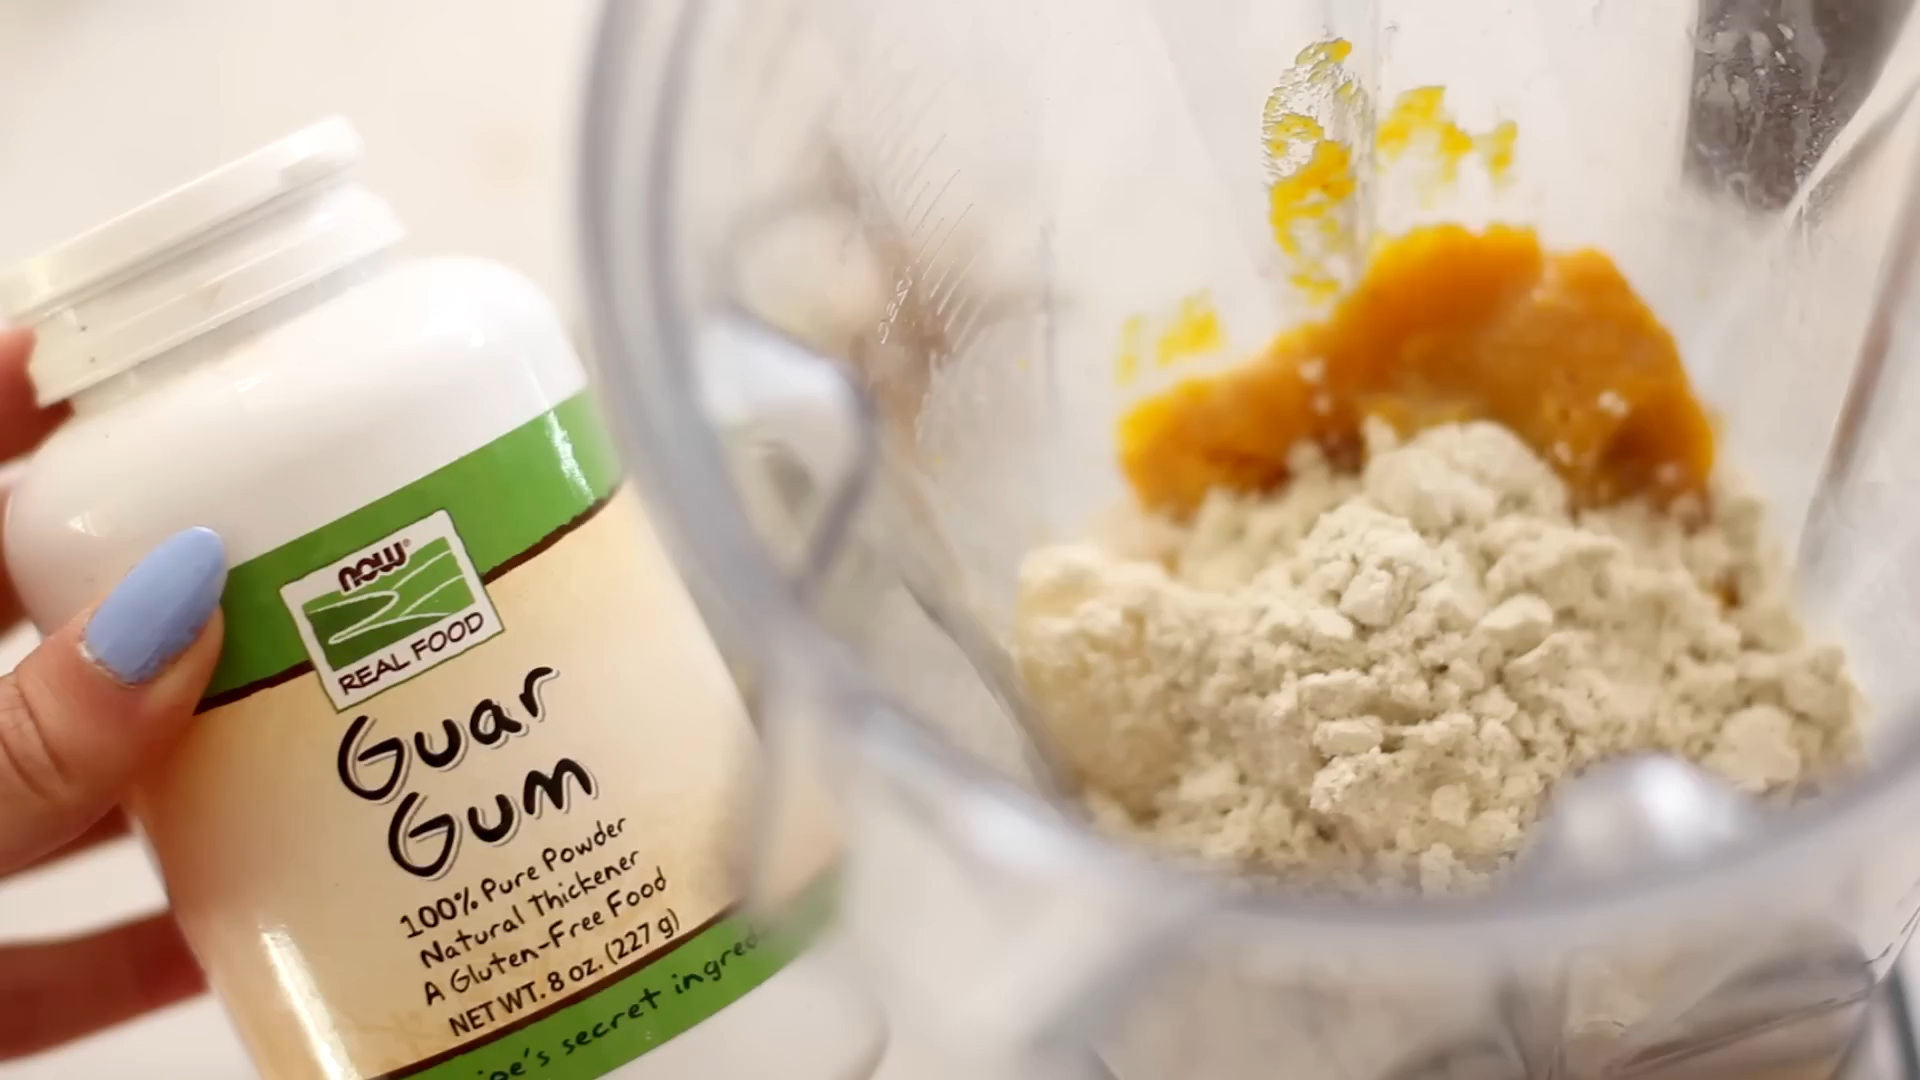 now®
REAL FOOD
Guar
Gum
100% Pure Powder
Natural Thickener
A Gluten-Free Food
NET WT. 8 oz. (227 g)
secret